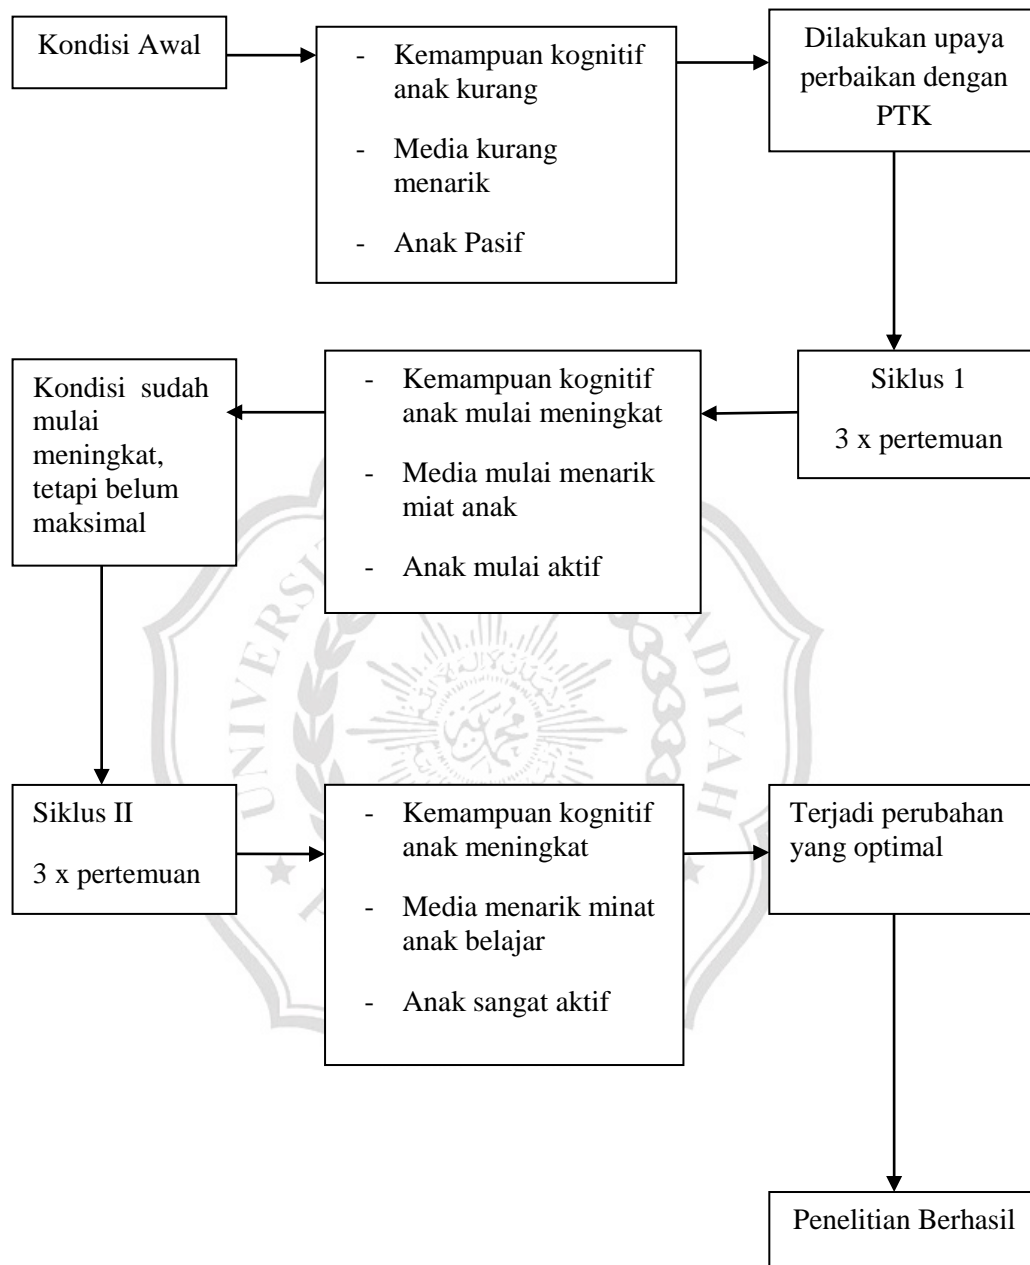 Kondisi Awal
- Kemampuan kognitif
anak kurang
- Media kurang
menarik
- Anak Pasif
Dilakukan upaya
perbaikan dengan
PTK
Siklus 1
3 x pertemuan
- Kemampuan kognitif
anak mulai meningkat
- Media mulai menarik
miat anak
- Anak mulai aktif
Kondisi sudah
mulai
meningkat,
tetapi belum
maksimal
Siklus II
3 x pertemuan
- Kemampuan kognitif
anak meningkat
- Media menarik minat
anak belajar
- Anak sangat aktif
Terjadi perubahan
yang optimal
Penelitian Berhasil